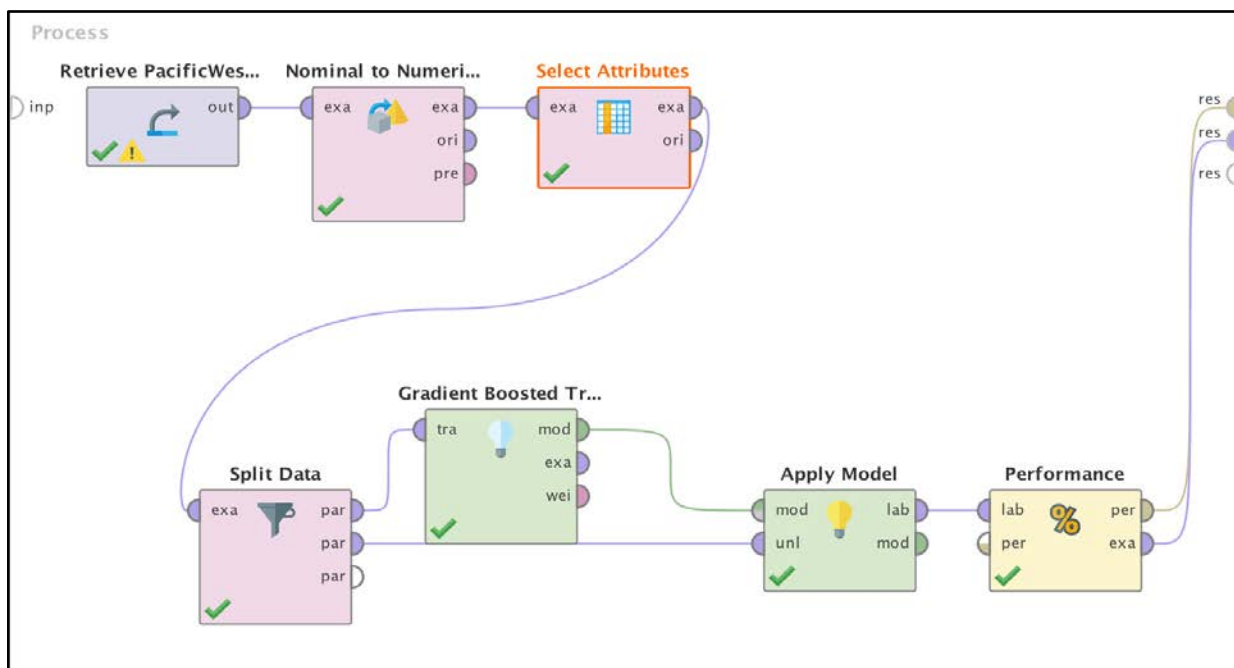 Process
Retrieve PacificWes...
Nominal to Numeri...
Select Attributes
inp
out
exa
exa
ori
pre
exa
exa
ori
res
res
res
Gradient Boosted Tr...
tra
mod
exa
wei
Split Data
exa
par
par
par
Apply Model
mod
lab
unl
mod
Performance
lab
per
per
exa
%